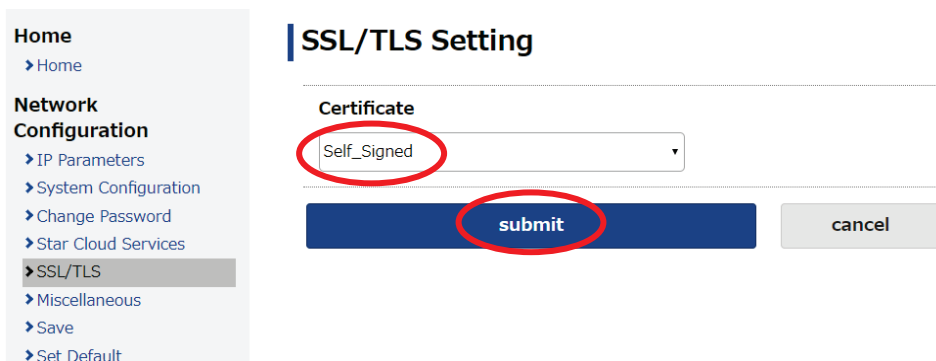 Home
Home
Network
Configuration
IP Parameters
System Configuration
Change Password
Star Cloud Services
SSL/TLS
Miscellaneous
Save
Set Default
SSL/TLS Setting
Certificate
Self_Signed
submit
cancel